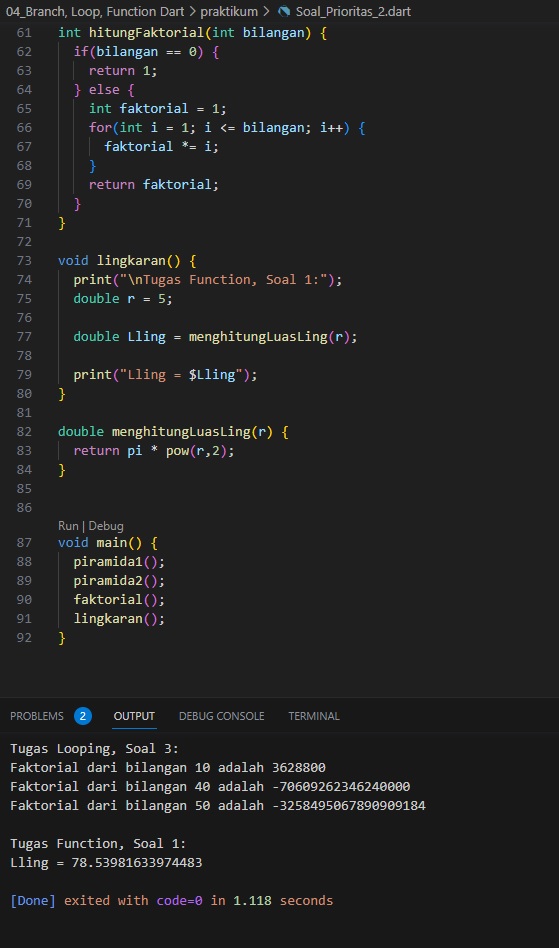 04_Branch, Loop, Function Dart > praktikum > Soal_Prioritas_2.dart
61 int hitungFaktorial(int bilangan) {
62 if(bilangan == 0) {
63 return 1;
64 } else {
65 int faktorial = 1;
66 for(int i = 1; i <= bilangan; i++) {
67 faktorial *= i;
68 }
69 return faktorial;
70 }
71 }
72
73 void lingkaran() {
74 print("\nTugas Function, Soal 1:");
75 double r = 5;
76
77 double Lling = menghitungLuasLing(r);
78
79 print("Lling = $Lling");
80 }
81
82 double menghitungLuasLing(r) {
83 return pi * pow(r,2);
84 }
85
86
Run | Debug
87 void main() {
88 piramida1();
89 piramida2();
90 faktorial();
91 lingkaran();
92 }
PROBLEMS 2 OUTPUT DEBUG CONSOLE TERMINAL
Tugas Looping, Soal 3:
Faktorial dari bilangan 10 adalah 3628800
Faktorial dari bilangan 40 adalah -70609262346240000
Faktorial dari bilangan 50 adalah -3258495067890909184
Tugas Function, Soal 1:
Lling = 78.53981633974483
[Done] exited with code=0 in 1.118 seconds